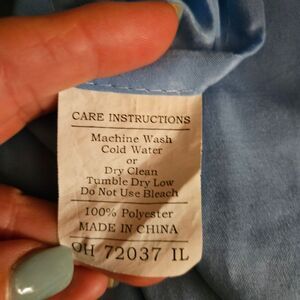 CARE INSTRUCTIONS
Machine Wash
Cold Water
or
Dry Clean
Tumble Dry Low
Do Not Use Bleach
100% Polyester
MADE IN CHINA
OH 72037 IL